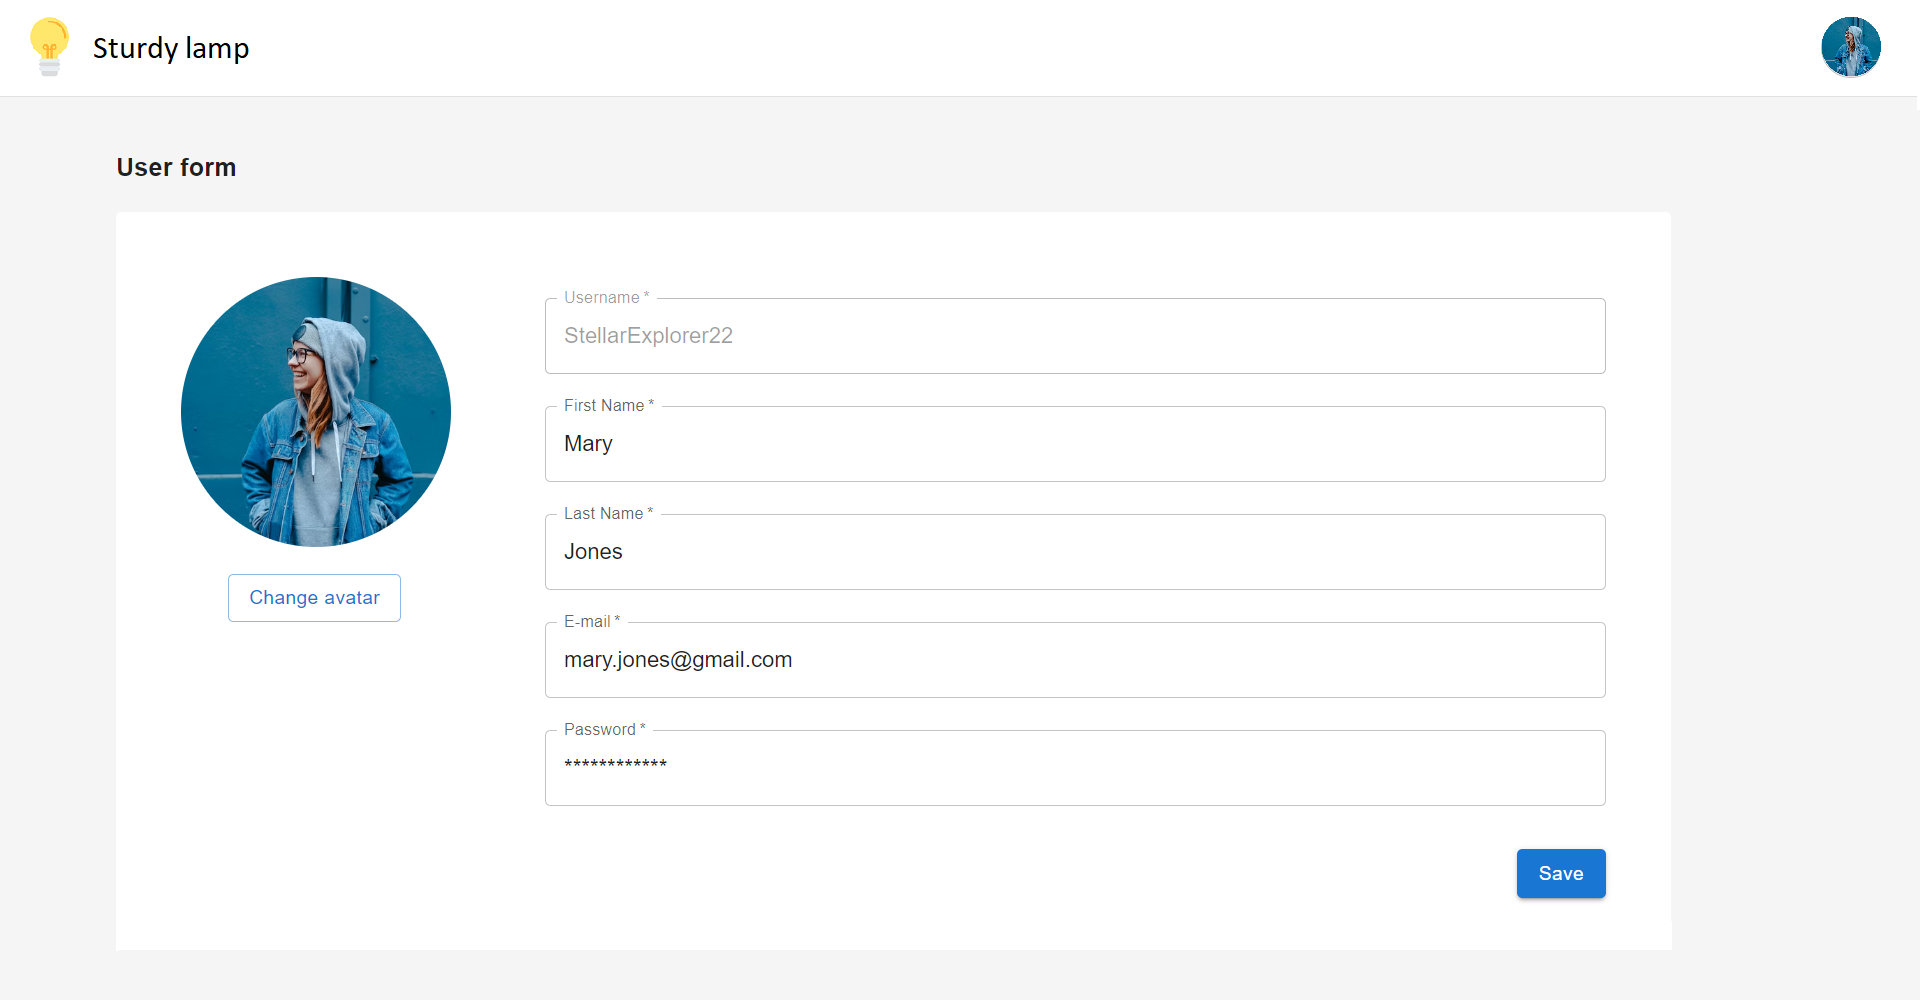 Sturdy lamp
User form
Username *
StellarExplorer22
First Name *
Mary
Last Name *
Jones
Change avatar
E-mail *
mary.jones@gmail.com
Password *
************
Save